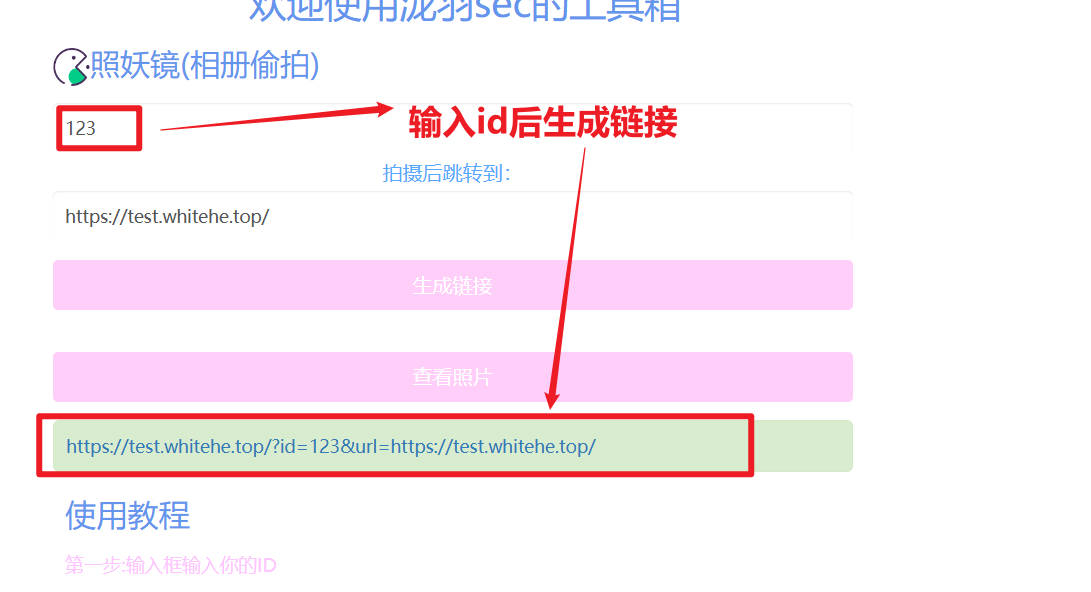 欢迎使用泷羽sec的工具箱
照妖镜(相册偷拍)
123
输入id后生成链接
拍摄后跳转到：
https://test.whitehe.top/
生成链接
查看照片
https://test.whitehe.top/?id=123&url=https://test.whitehe.top/
使用教程
第一步:输入框输入你的ID